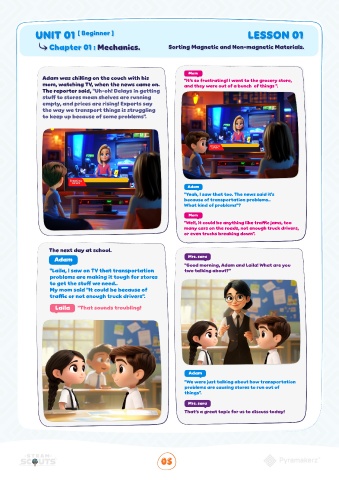 UNIT 01 [ Beginner ]
LESSON 01
Chapter 01 : Mechanics.
Sorting Magnetic and Non-magnetic Materials.
Adam was chilling on the couch with his
mom, watching TV, when the news came on.
The reporter said, "Uh-oh! Delays in getting
stuff to stores mean shelves are running
empty, and prices are rising! Experts say
the way we transport things is struggling
to keep up because of some problems".
Mom
"It's so frustrating! I went to the grocery store,
and they were out of a bunch of things ".
Adam
"Yeah, I saw that too. The news said it's
because of transportation problems..
What kind of problems"?
Mom
"Well, it could be anything like traffic jams, too
many cars on the roads, not enough truck drivers,
or even trucks breaking down".
The next day at school.
Adam
"Laila, I saw on TV that transportation
problems are making it tough for stores
to get the stuff we need..
My mom said "It could be because of
traffic or not enough truck drivers".
Laila
"That sounds troubling!
Mrs. sara
"Good morning, Adam and Laila! What are you
two talking about?"
Adam
"We were just talking about how transportation
problems are causing stores to run out of
things".
Mrs. sara
That's a great topic for us to discuss today!
SCOUTS
05